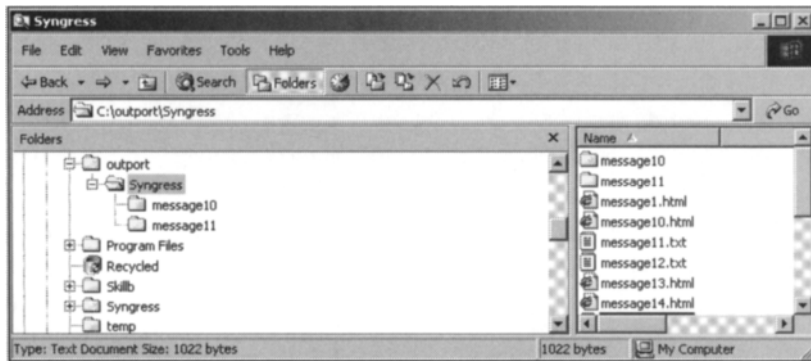 Syngress
File Edit View Favorites Tools Help
Back Search Folders
Address C:\outport\Syngress Go
Folders
outport
Syngress
message10
message11
Program Files
Recycled
Skillb
Syngress
temp
Name
message10
message11
message1.html
message10.html
message11.txt
message12.txt
message13.html
message14.html
Type: Text Document Size: 1022 bytes
1022 bytes
My Computer